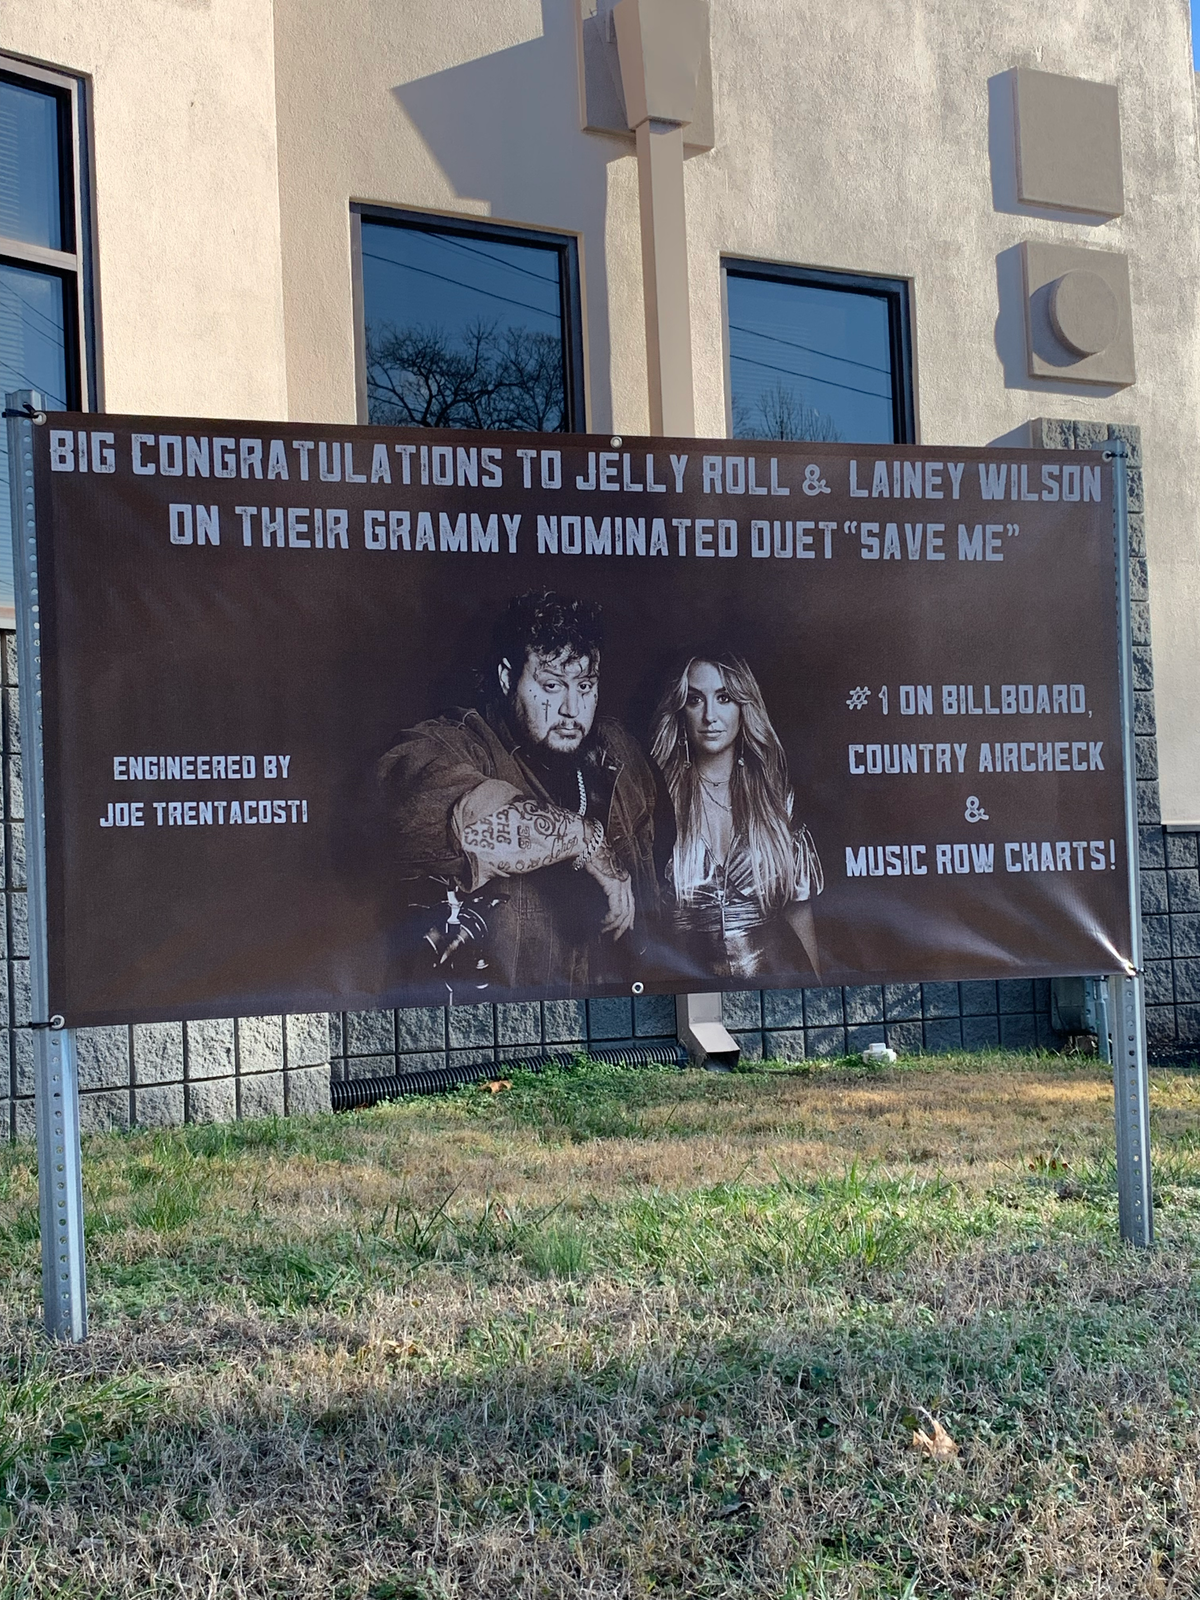 BIG CONGRATULATIONS TO JELLY ROLL & LAINEY WILSON
ON THEIR GRAMMY NOMINATED DUET “SAVE ME”
ENGINEERED BY
JOE TRENTACOSTI
# 1 ON BILLBOARD,
COUNTRY AIRCHECK
&
MUSIC ROW CHARTS!